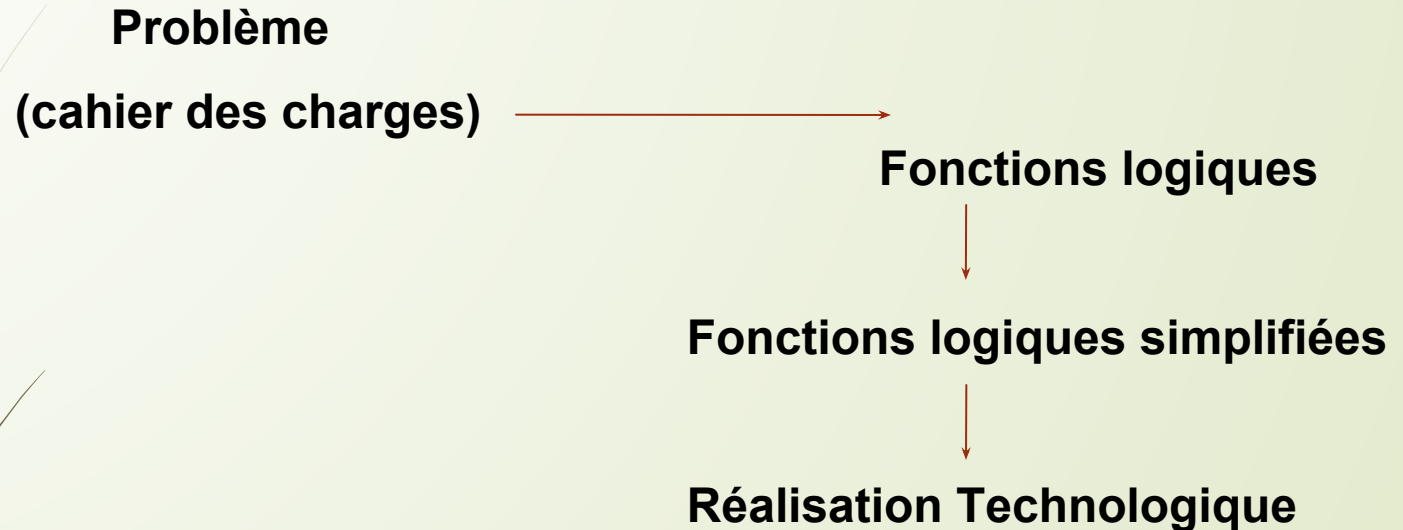 Problème
(cahier des charges)
Fonctions logiques
Fonctions logiques simplifiées
Réalisation Technologique